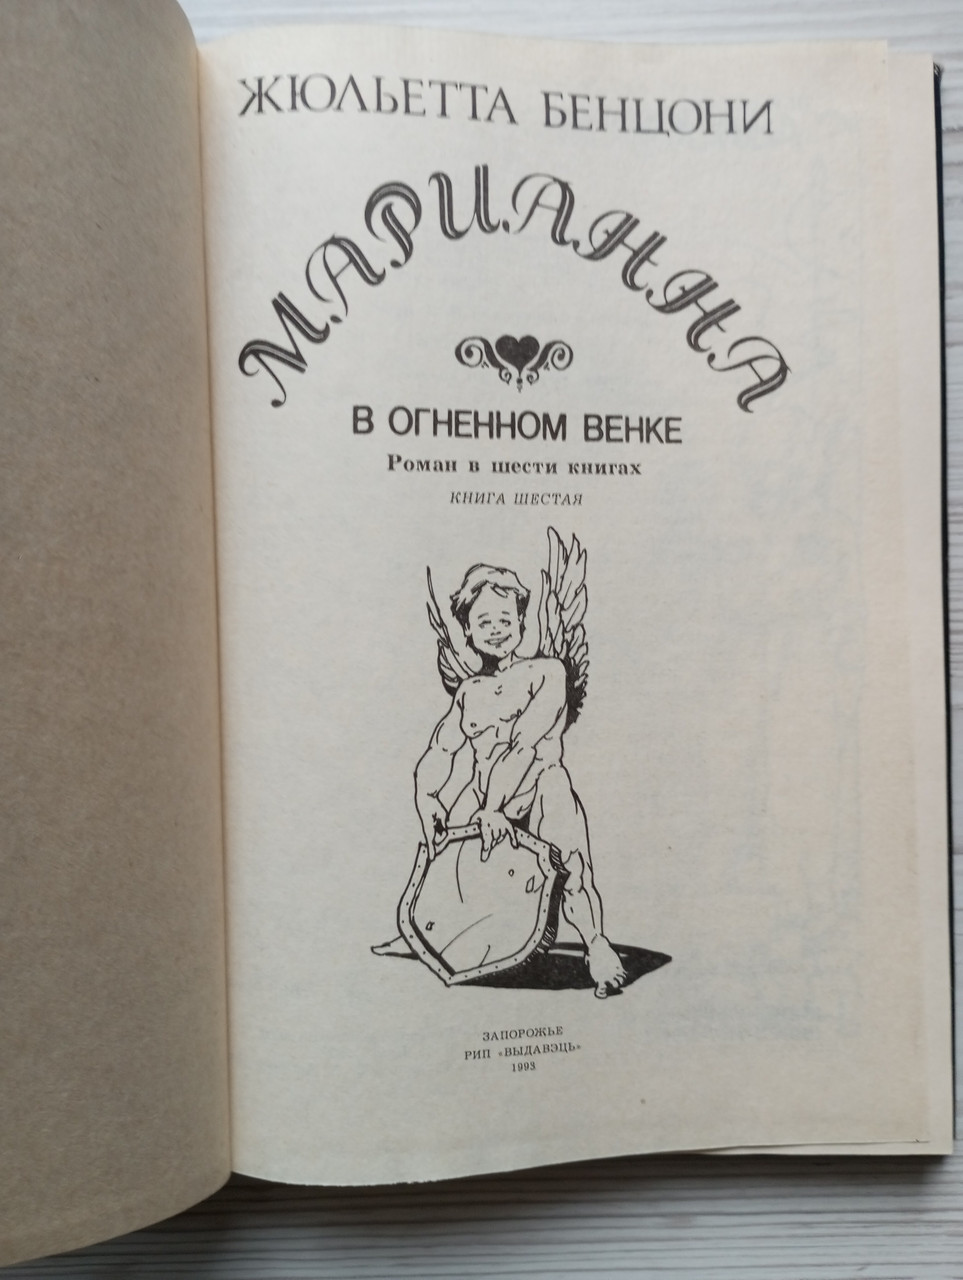 ЖЮЛЬЕТТА БЕНЦОНИ
МАРИАННА
В ОГНЕННОМ ВЕНКЕ
Роман в шести книгах
КНИГА ШЕСТАЯ
ЗАПОРОЖЬЕ
РИП «ВЫДАВЭЦЬ»
1993